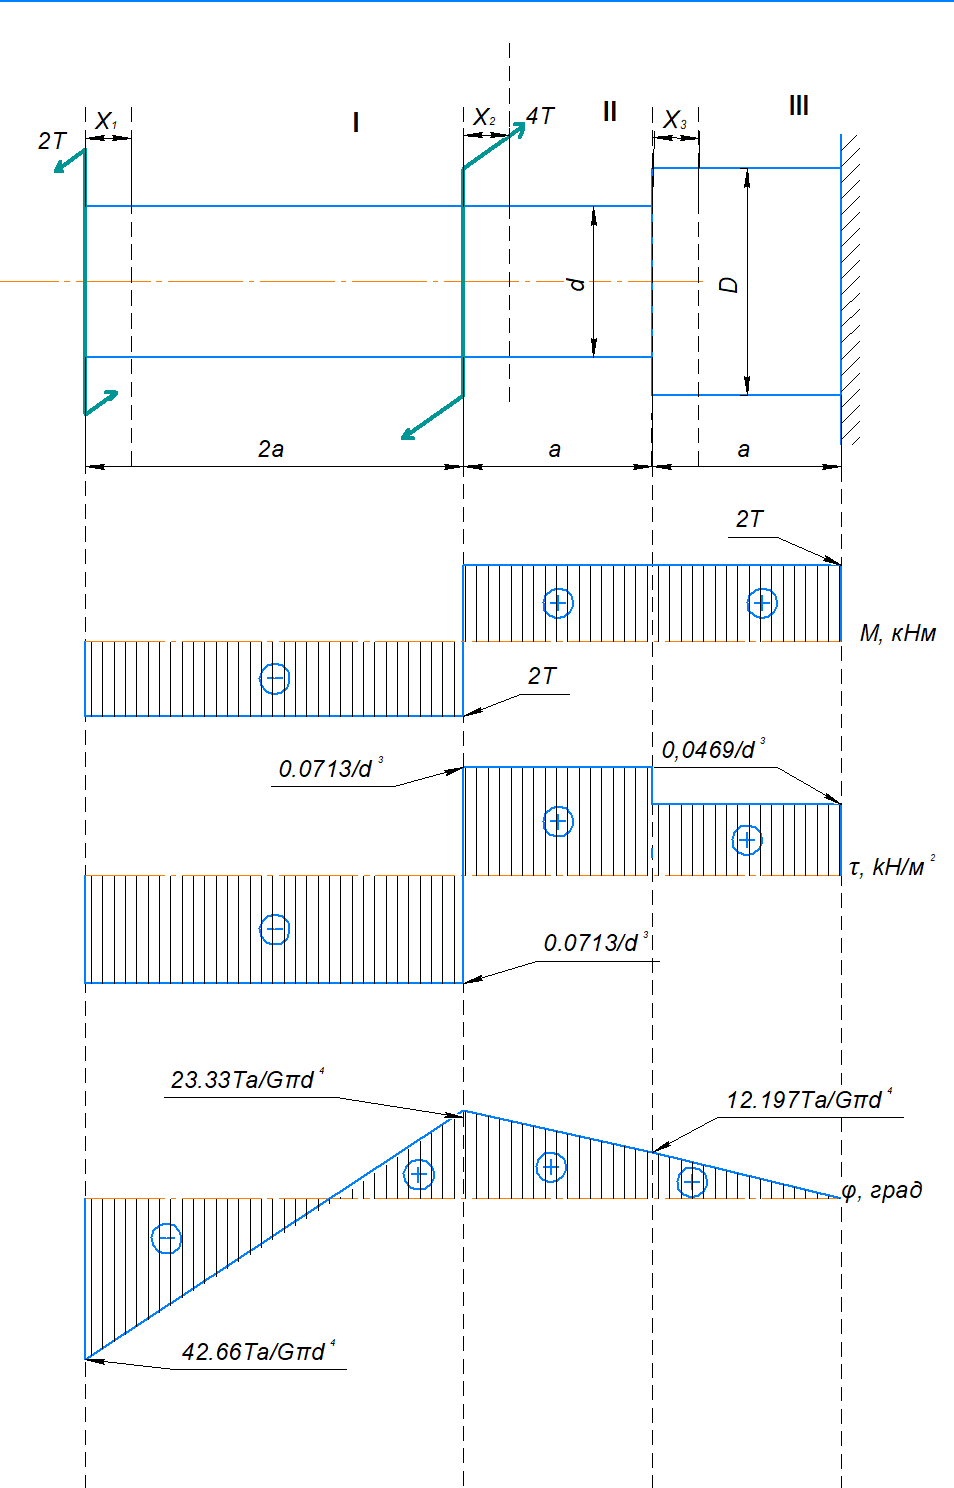 I
II
III
2T
X₁
X₂
4T
X₃
d
D
2a
a
a
2T
M, кНм
2T
0.0713/d³
0,0469/d³
τ, kН/м²
0.0713/d³
23.33Ta/Gπd⁴
12.197Ta/Gπd⁴
φ, град
42.66Ta/Gπd⁴